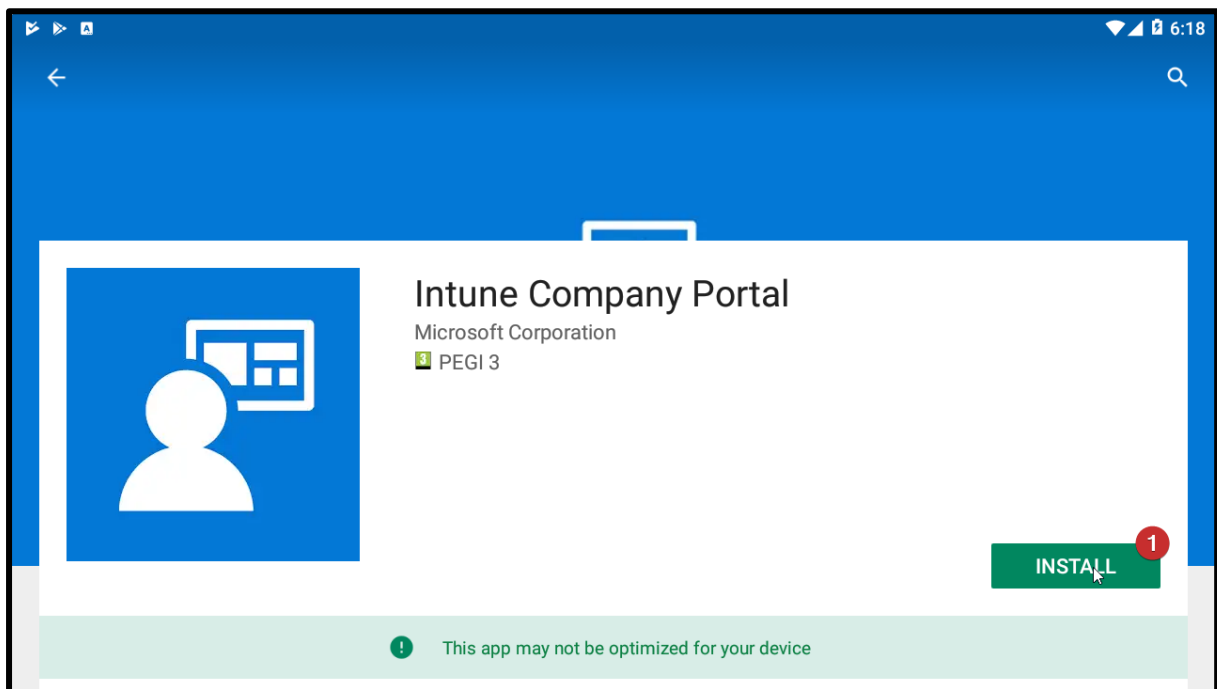 A
6:18
Intune Company Portal
Microsoft Corporation
3 PEGI 3
INSTALL
1
This app may not be optimized for your device